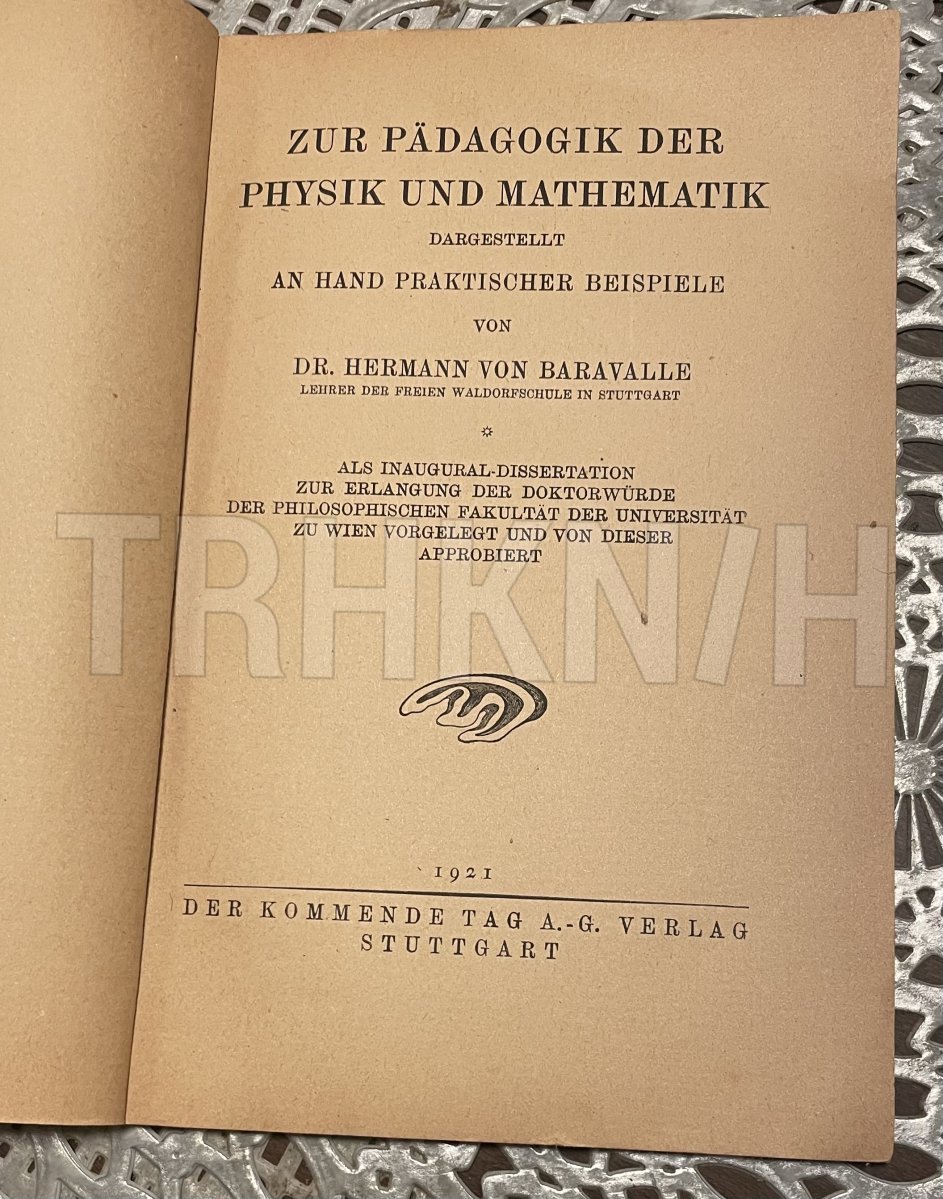 ZUR PÄDAGOGIK DER
PHYSIK UND MATHEMATIK
DARGESTELLT
AN HAND PRAKTISCHER BEISPIELE
VON
DR. HERMANN VON BARAVALLE
LEHRER DER FREIEN WALDORFSCHULE IN STUTTGART
ALS INAUGURAL-DISSERTATION
ZUR ERLANGUNG DER DOKTORWÜRDE
DER PHILOSOPHISCHEN FAKULTÄT DER UNIVERSITÄT
ZU WIEN VORGELEGT UND VON DIESER
APPROBIERT
TRHKN/H
1921
DER KOMMENDE TAG A.-G. VERLAG
STUTTGART